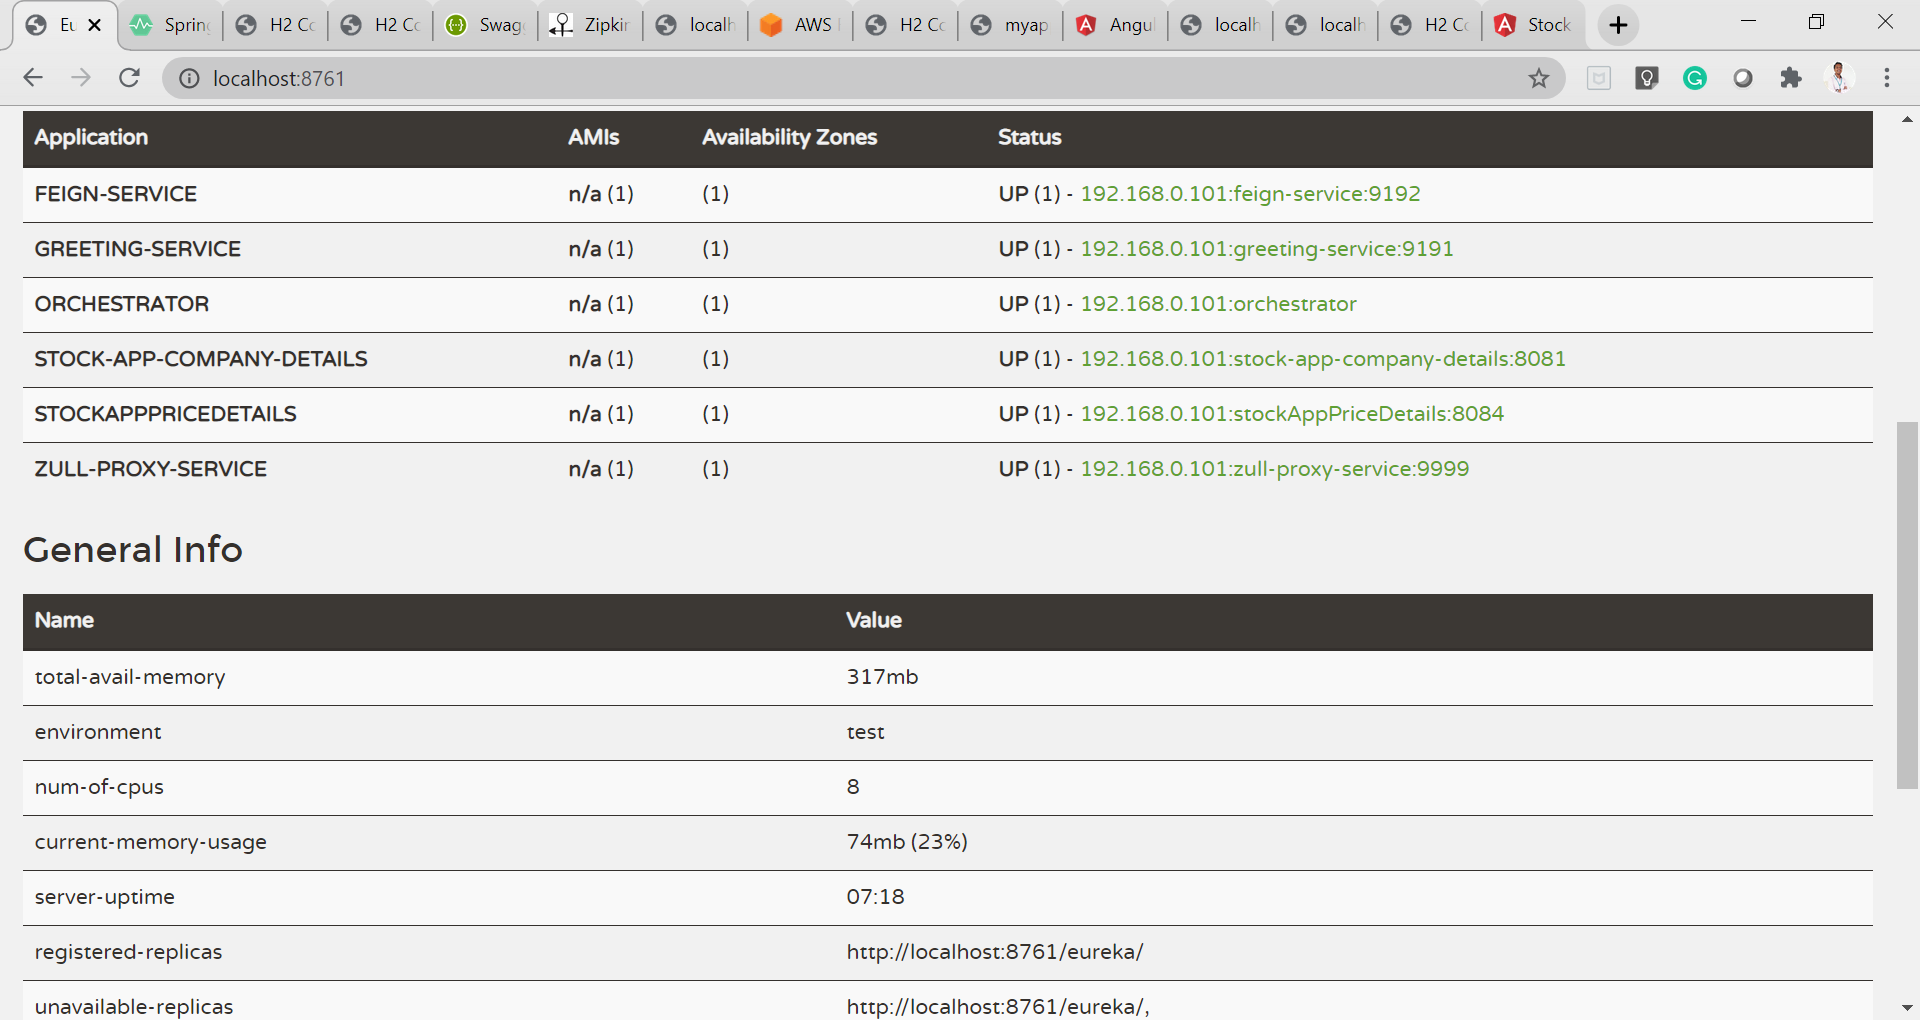 Eu Spring H2 Co H2 Co Swag Zipkin localh AWS H2 Co myap Angul localh localh H2 Co Stock
localhost:8761
Application AMIs Availability Zones Status
FEIGN-SERVICE n/a (1) (1) UP (1) - 192.168.0.101:feign-service:9192
GREETING-SERVICE n/a (1) (1) UP (1) - 192.168.0.101:greeting-service:9191
ORCHESTRATOR n/a (1) (1) UP (1) - 192.168.0.101:orchestrator
STOCK-APP-COMPANY-DETAILS n/a (1) (1) UP (1) - 192.168.0.101:stock-app-company-details:8081
STOCKAPPPRICEDETAILS n/a (1) (1) UP (1) - 192.168.0.101:stockAppPriceDetails:8084
ZULL-PROXY-SERVICE n/a (1) (1) UP (1) - 192.168.0.101:zull-proxy-service:9999
General Info
Name Value
total-avail-memory 317mb
environment test
num-of-cpus 8
current-memory-usage 74mb (23%)
server-uptime 07:18
registered-replicas http://localhost:8761/eureka/
unavailable-replicas http://localhost:8761/eureka/,